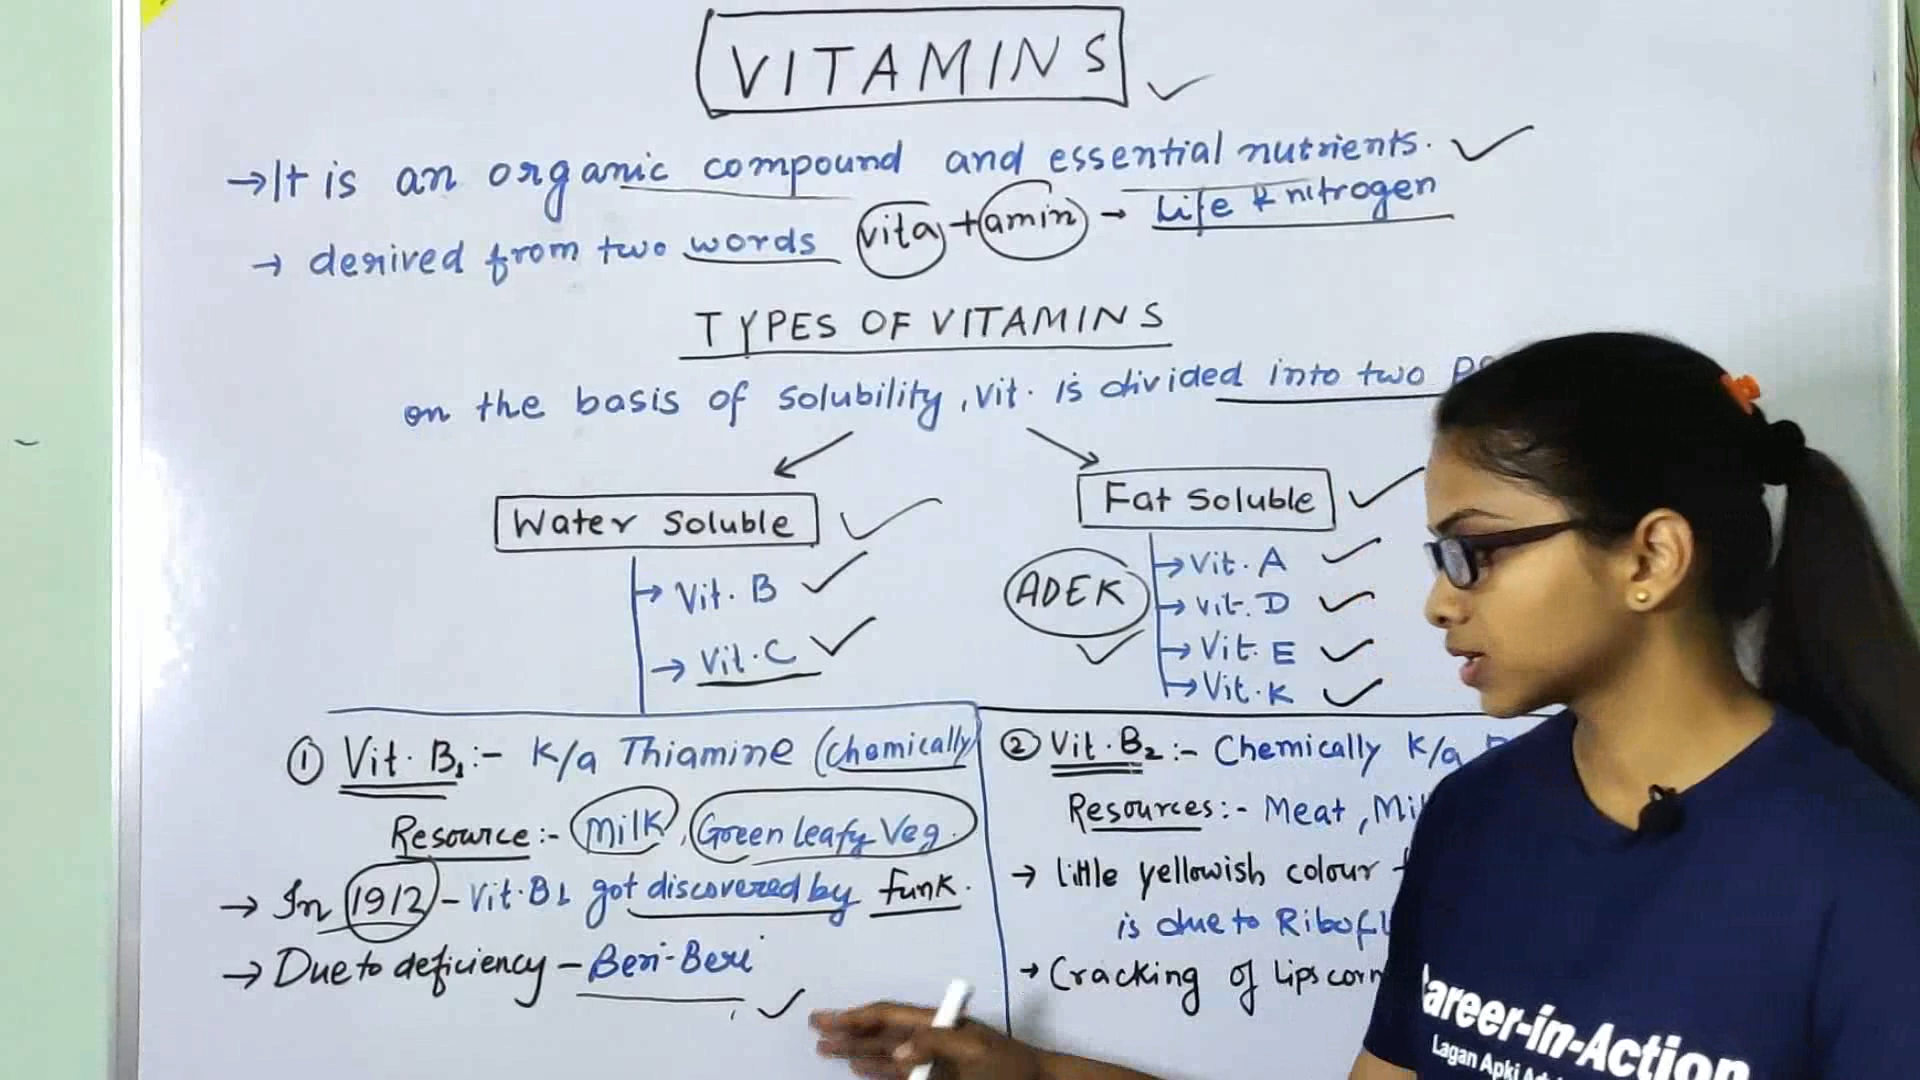 VITAMINS
→It is an organic compound and essential nutrients.
→ derived from two words vita + amin → Life & nitrogen
TYPES OF VITAMINS
on the basis of solubility, vit. is divided into two
Water Soluble
→ Vit. B
→ Vit. C
Fat Soluble
ADEK
→ Vit. A
→ Vit. D
→ Vit. E
→ Vit. K
① Vit. B₁:- K/a Thiamine (Chemically
Resource:- Milk, Green Leafy Veg.
→ In 1912 - Vit. B1 got discovered by funk.
→ Due to deficiency - Beri-Beri
② Vit. B₂:- Chemically K/a
Resources:- Meat,
→ little yellowish colour
is due to
→ Cracking of lips
Career-in-Action
Lagan Apki